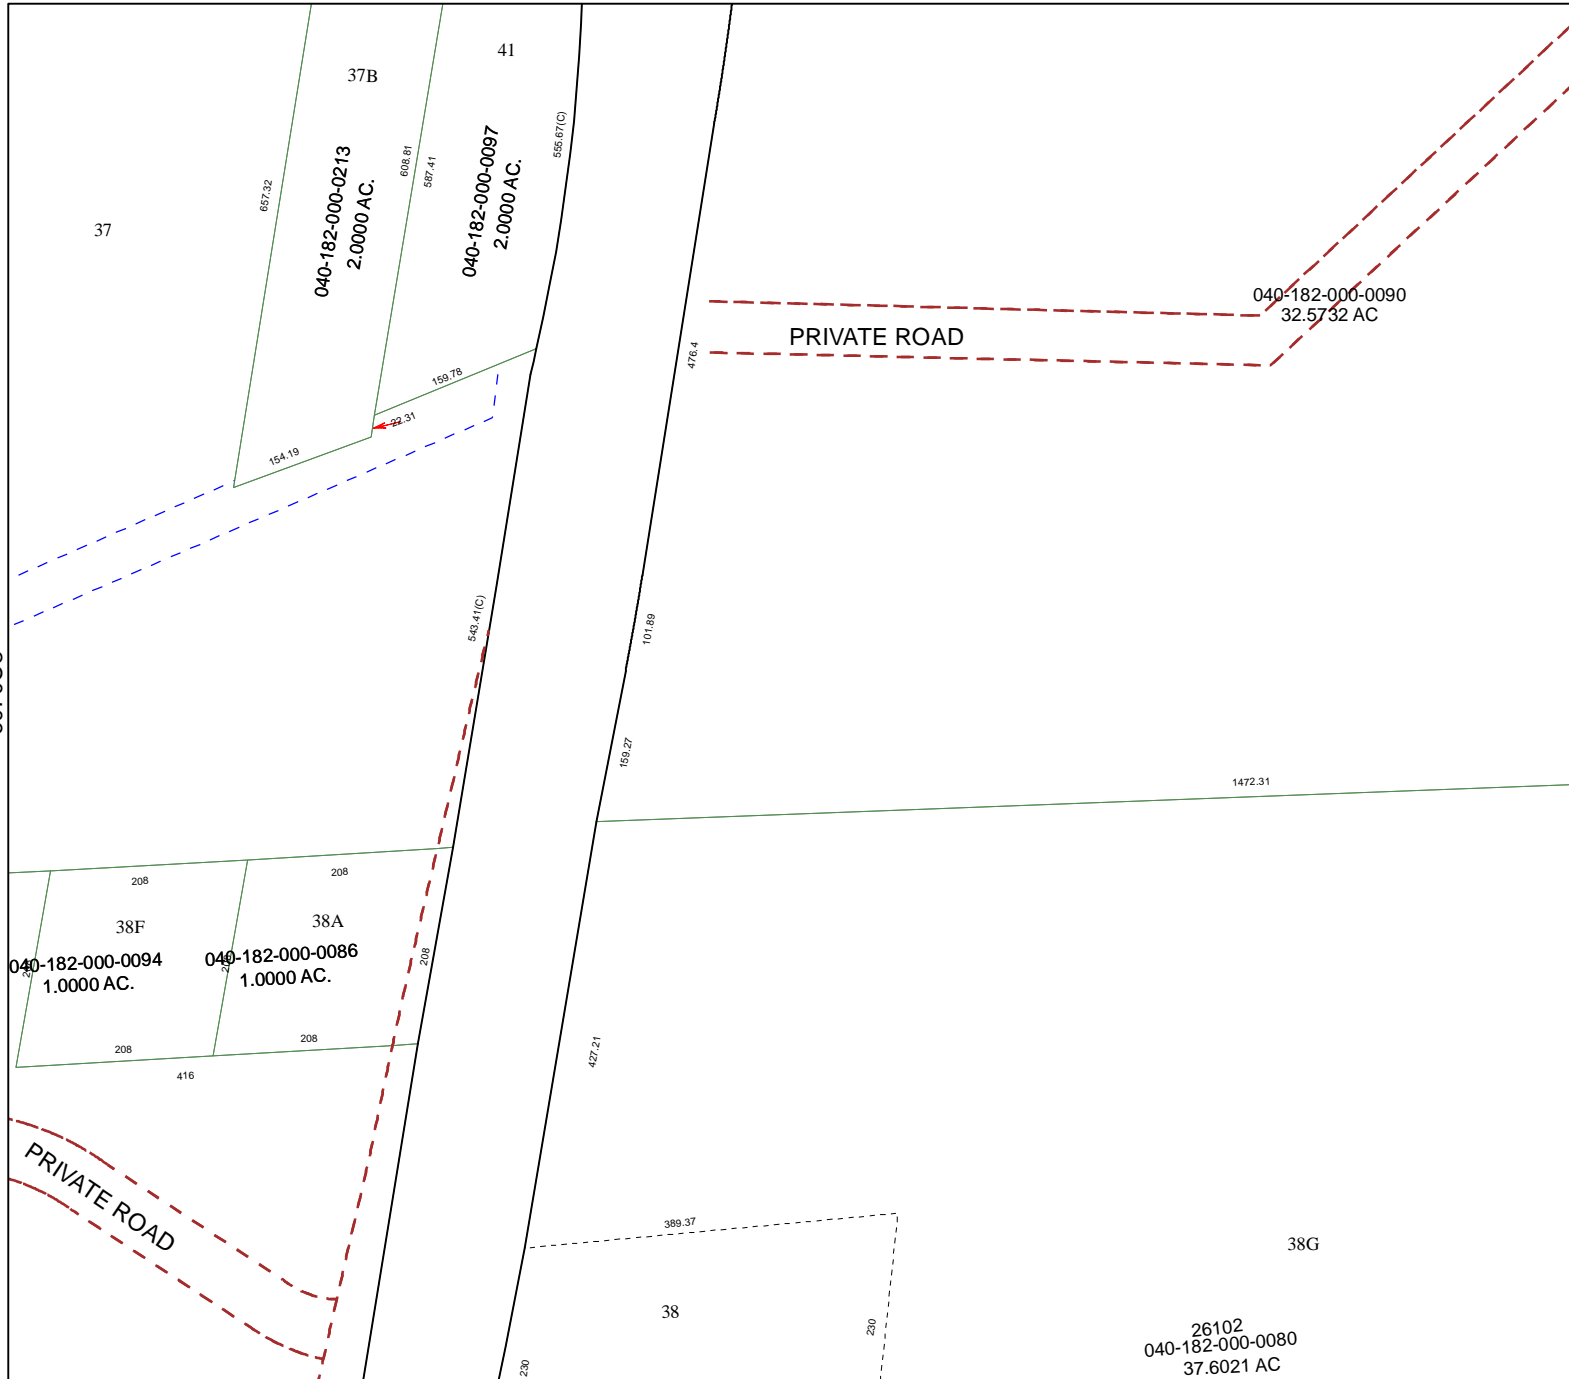 41
37B
555.67(C)
040-182-000-0213
2.0000 AC.
608.81
587.41
040-182-000-0097
2.0000 AC.
657.32
37
040-182-000-0090
32.5732 AC
PRIVATE ROAD
476.4
159.78
22.31
154.19
543.41(C)
101.89
159.27
1472.31
208
208
38F
38A
040-182-000-0094
1.0000 AC.
040-182-000-0086
1.0000 AC.
208
208
208
416
427.21
PRIVATE ROAD
389.37
38G
38
230
230
26102
040-182-000-0080
37.6021 AC